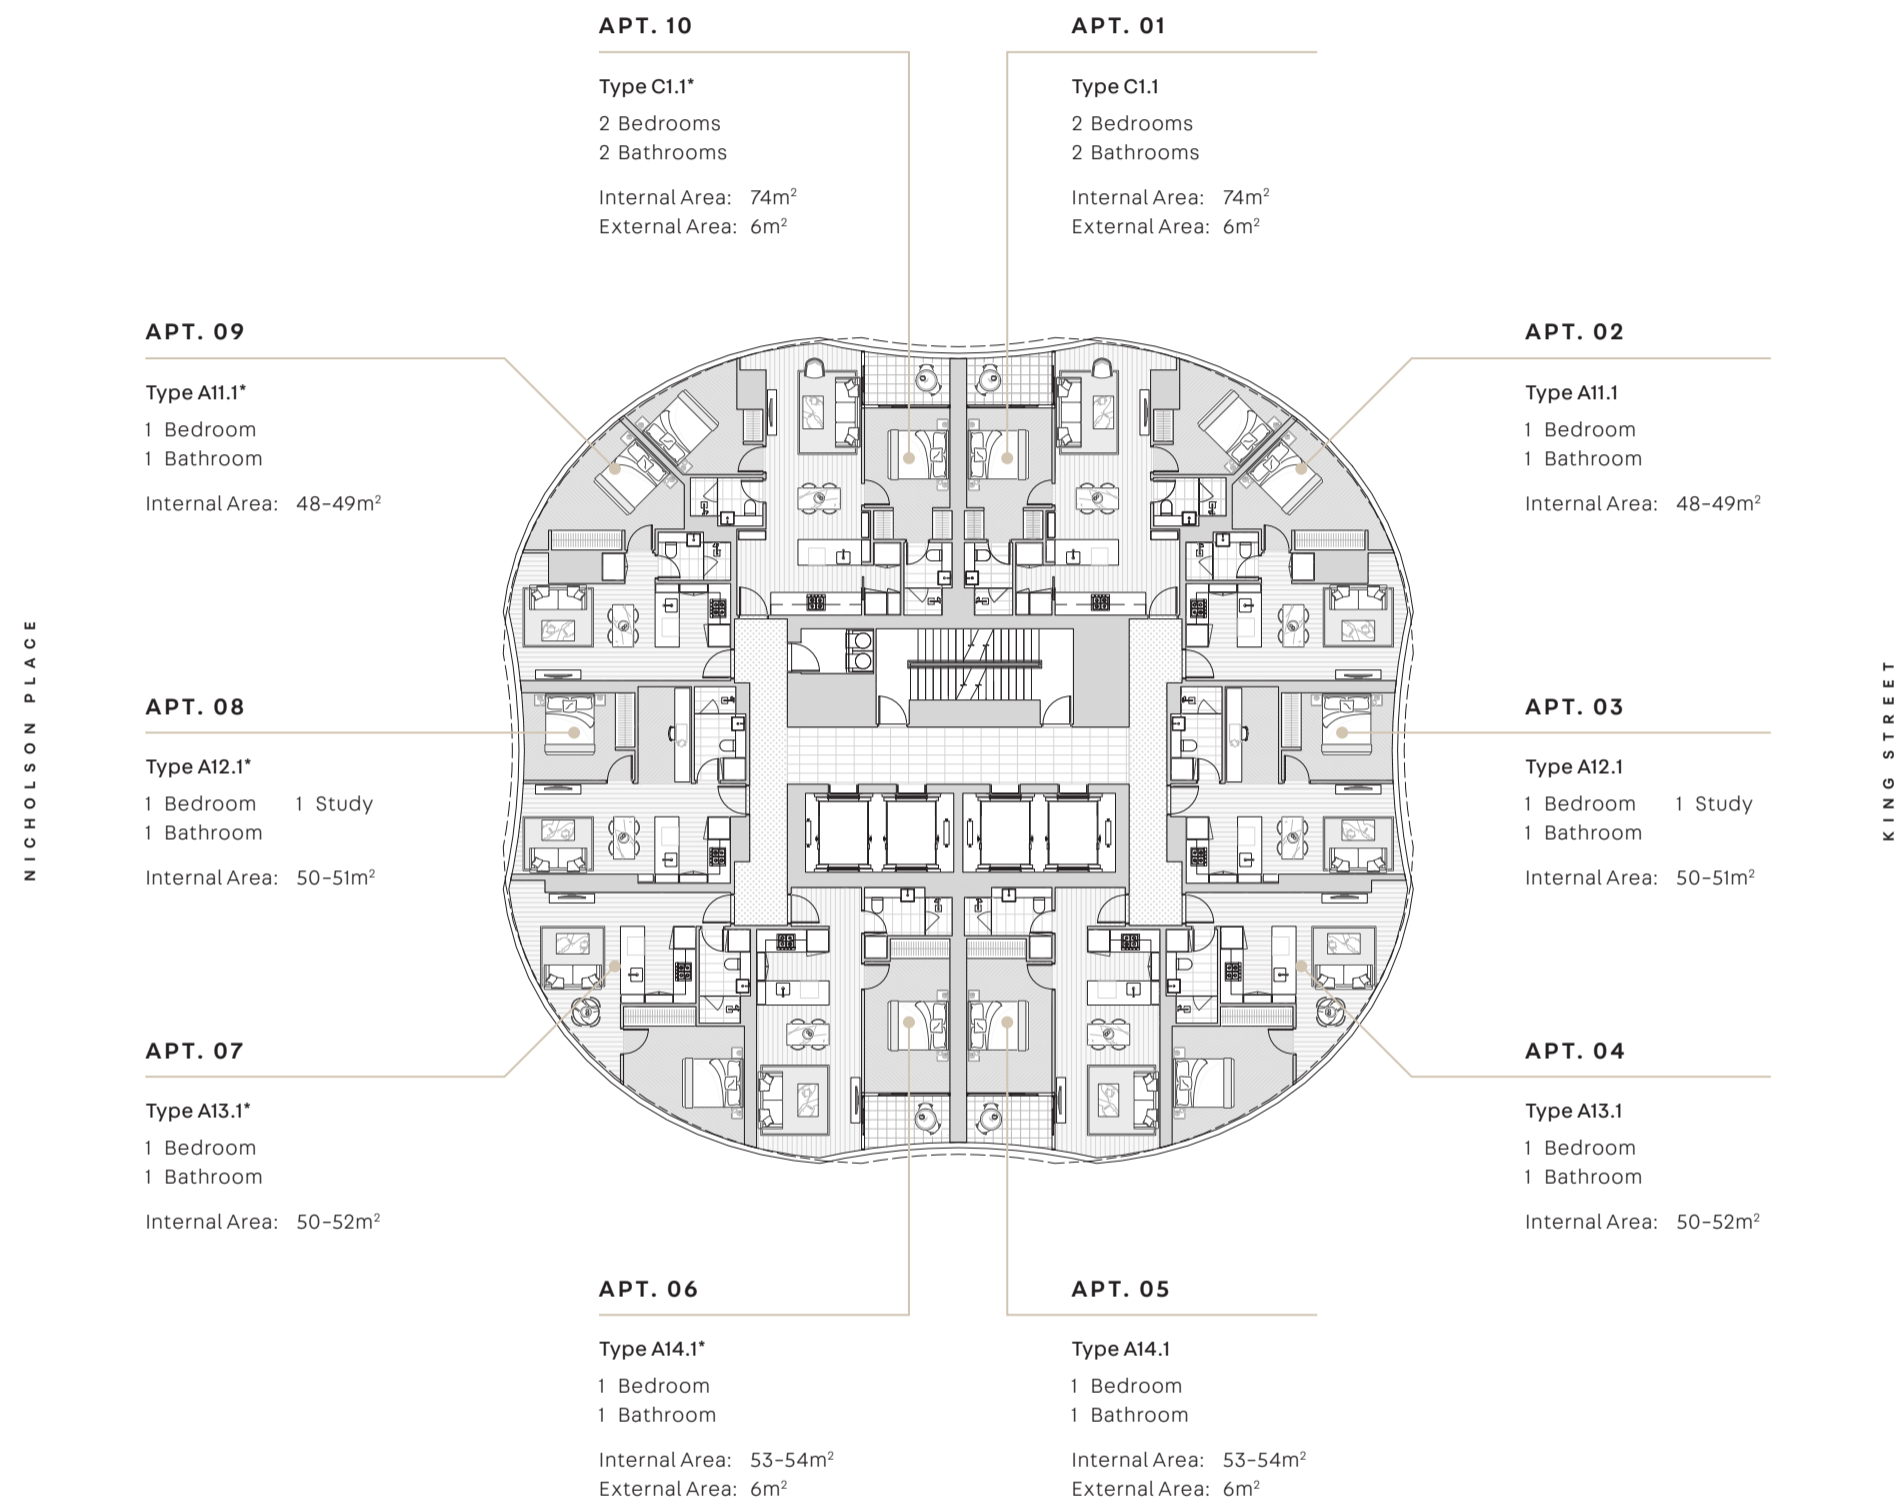 APT. 10
Type C1.1*
2 Bedrooms
2 Bathrooms
Internal Area: 74m²
External Area: 6m²
APT. 01
Type C1.1
2 Bedrooms
2 Bathrooms
Internal Area: 74m²
External Area: 6m²
APT. 09
Type A11.1*
1 Bedroom
1 Bathroom
Internal Area: 48-49m²
APT. 02
Type A11.1
1 Bedroom
1 Bathroom
Internal Area: 48-49m²
NICHOLSON PLACE
APT. 08
Type A12.1*
1 Bedroom 1 Study
1 Bathroom
Internal Area: 50-51m²
APT. 03
Type A12.1
1 Bedroom 1 Study
1 Bathroom
Internal Area: 50-51m²
KING STREET
APT. 07
Type A13.1*
1 Bedroom
1 Bathroom
Internal Area: 50-52m²
APT. 04
Type A13.1
1 Bedroom
1 Bathroom
Internal Area: 50-52m²
APT. 06
Type A14.1*
1 Bedroom
1 Bathroom
Internal Area: 53-54m²
External Area: 6m²
APT. 05
Type A14.1
1 Bedroom
1 Bathroom
Internal Area: 53-54m²
External Area: 6m²